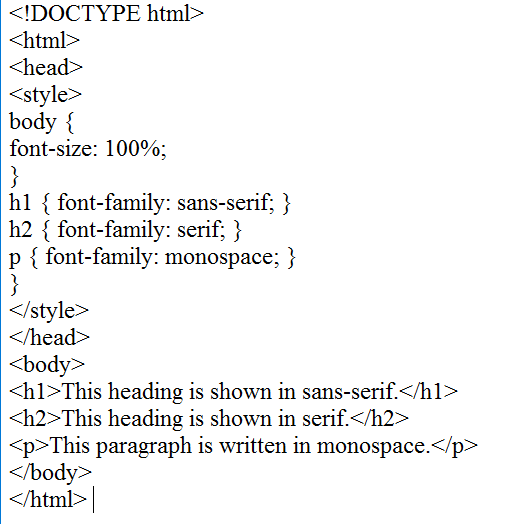 <!DOCTYPE html>
<html>
<head>
<style>
body {
font-size: 100%;
}
h1 { font-family: sans-serif; }
h2 { font-family: serif; }
p { font-family: monospace; }
}
</style>
</head>
<body>
<h1>This heading is shown in sans-serif.</h1>
<h2>This heading is shown in serif.</h2>
<p>This paragraph is written in monospace.</p>
</body>
</html>